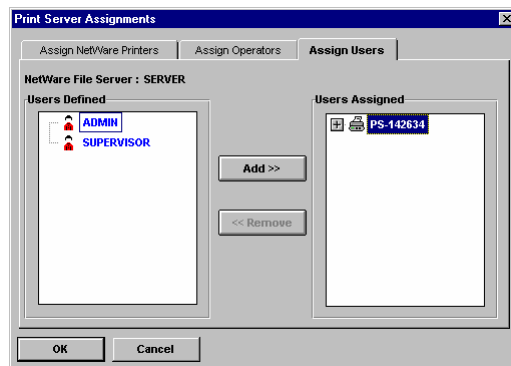 Print Server Assignments
Assign NetWare Printers
Assign Operators
Assign Users
NetWare File Server : SERVER
Users Defined
Users Assigned
ADMIN
SUPERVISOR
PS-142634
Add >>
<< Remove
OK
Cancel